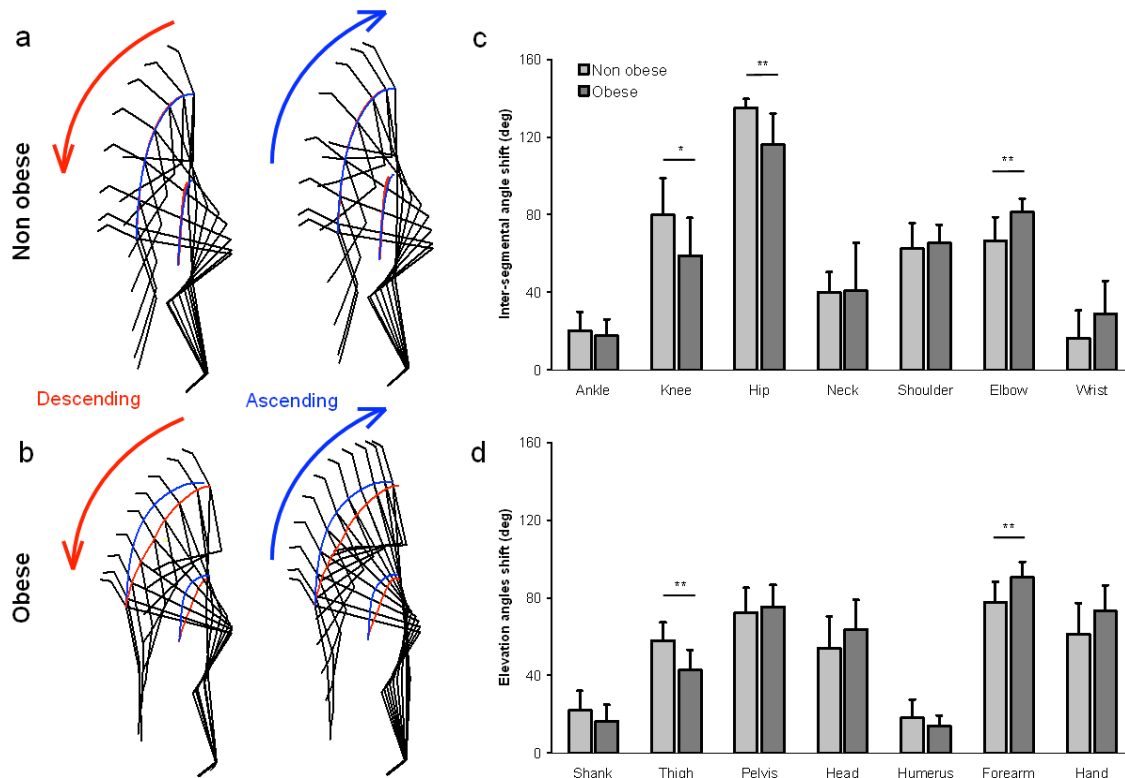 a
Non obese
Descending
Ascending
b
Obese
c
160
120
80
40
0
Inter-segmental angle shift (deg)
Non obese
Obese
*
**
**
Ankle Knee Hip Neck Shoulder Elbow Wrist
d
160
120
80
40
0
Elevation angles shift (deg)
**
**
Shank Thigh Pelvis Head Humerus Forearm Hand